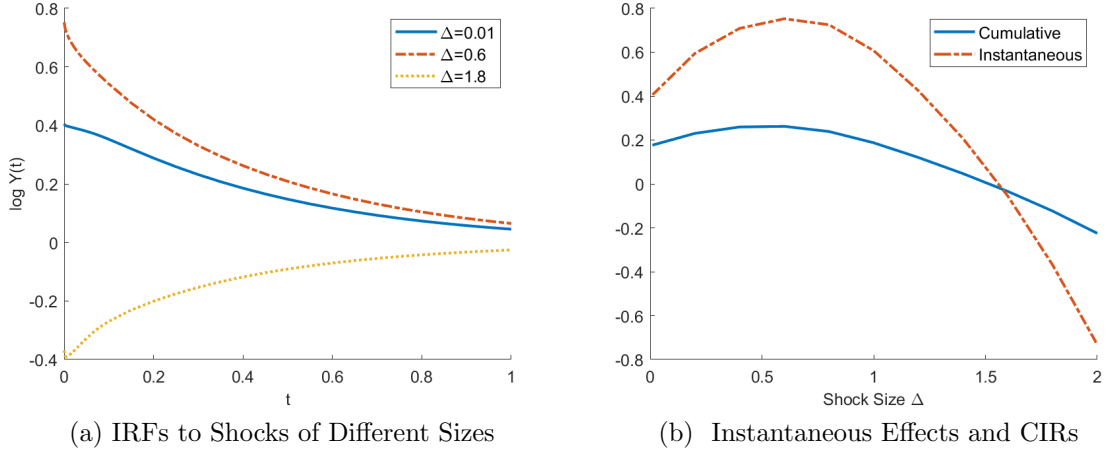 0.8
0.6
0.4
0.2
0
-0.2
-0.4
log Y(t)
0
0.2
0.4
0.6
0.8
1
t
Δ=0.01
Δ=0.6
Δ=1.8
(a) IRFs to Shocks of Different Sizes
0.8
0.6
0.4
0.2
0
-0.2
-0.4
-0.6
-0.8
0
0.5
1
1.5
2
Shock Size Δ
Cumulative
Instantaneous
(b) Instantaneous Effects and CIRs